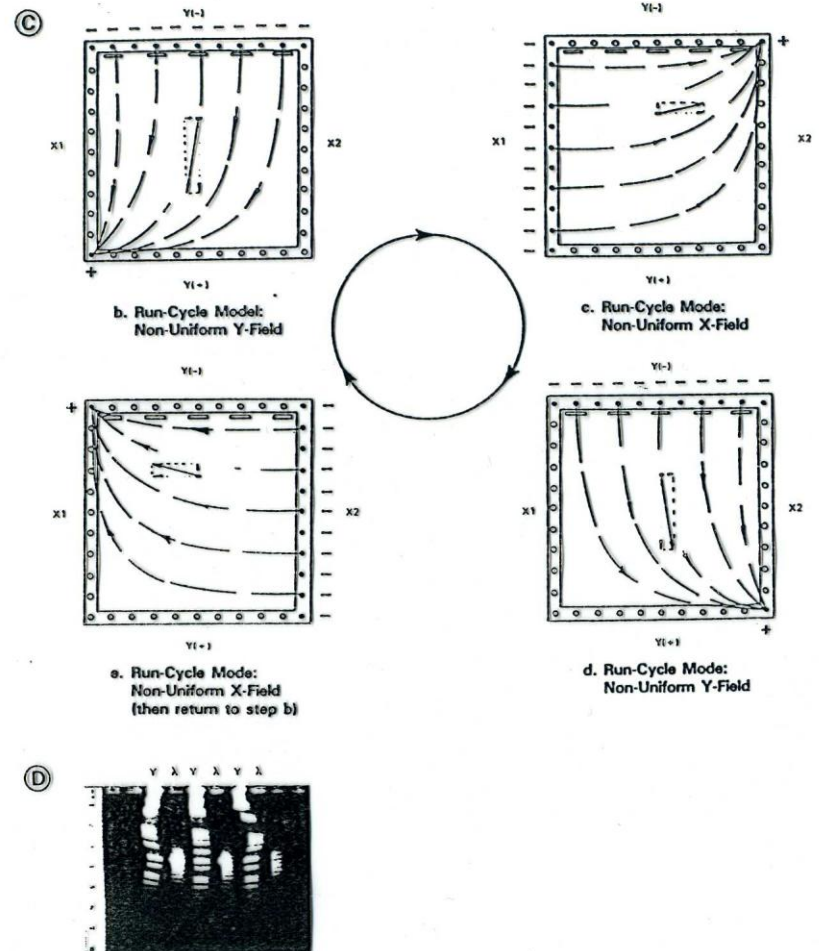 C
Y(-)
− − − − − − − − − −
X1
X2
+
Y(+)
b. Run-Cycle Model:
Non-Uniform Y-Field
Y(-)
+
X1
X2
Y(+)
c. Run-Cycle Mode:
Non-Uniform X-Field
Y(-)
+
X1
X2
Y(+)
e. Run-Cycle Mode:
Non-Uniform X-Field
(then return to step b)
Y(-)
− − − − − − − − − −
X1
X2
Y(+)
+
d. Run-Cycle Mode:
Non-Uniform Y-Field
D
Y λ Y λ Y λ